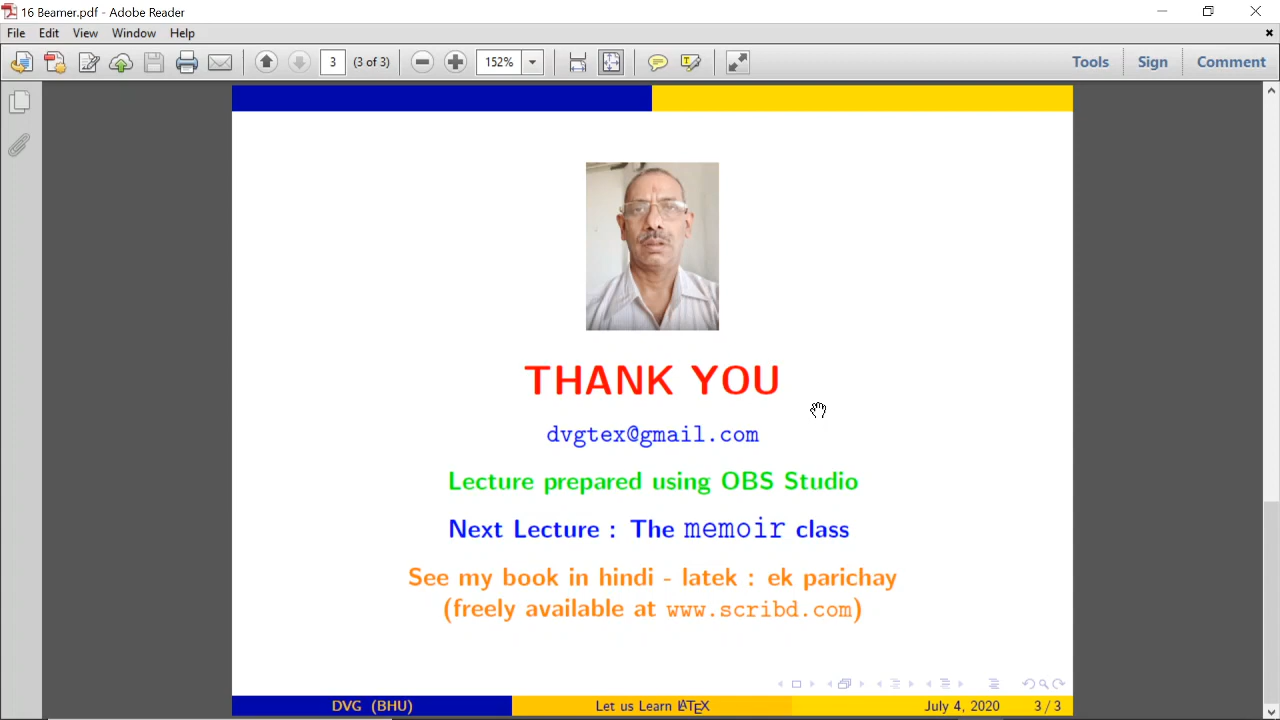 16 Beamer.pdf - Adobe Reader
File Edit View Window Help
3 (3 of 3) 152% Tools Sign Comment
THANK YOU
dvgtex@gmail.com
Lecture prepared using OBS Studio
Next Lecture : The memoir class
See my book in hindi - latek : ek parichay
(freely available at www.scribd.com)
DVG (BHU) Let us Learn LATEX July 4, 2020 3 / 3